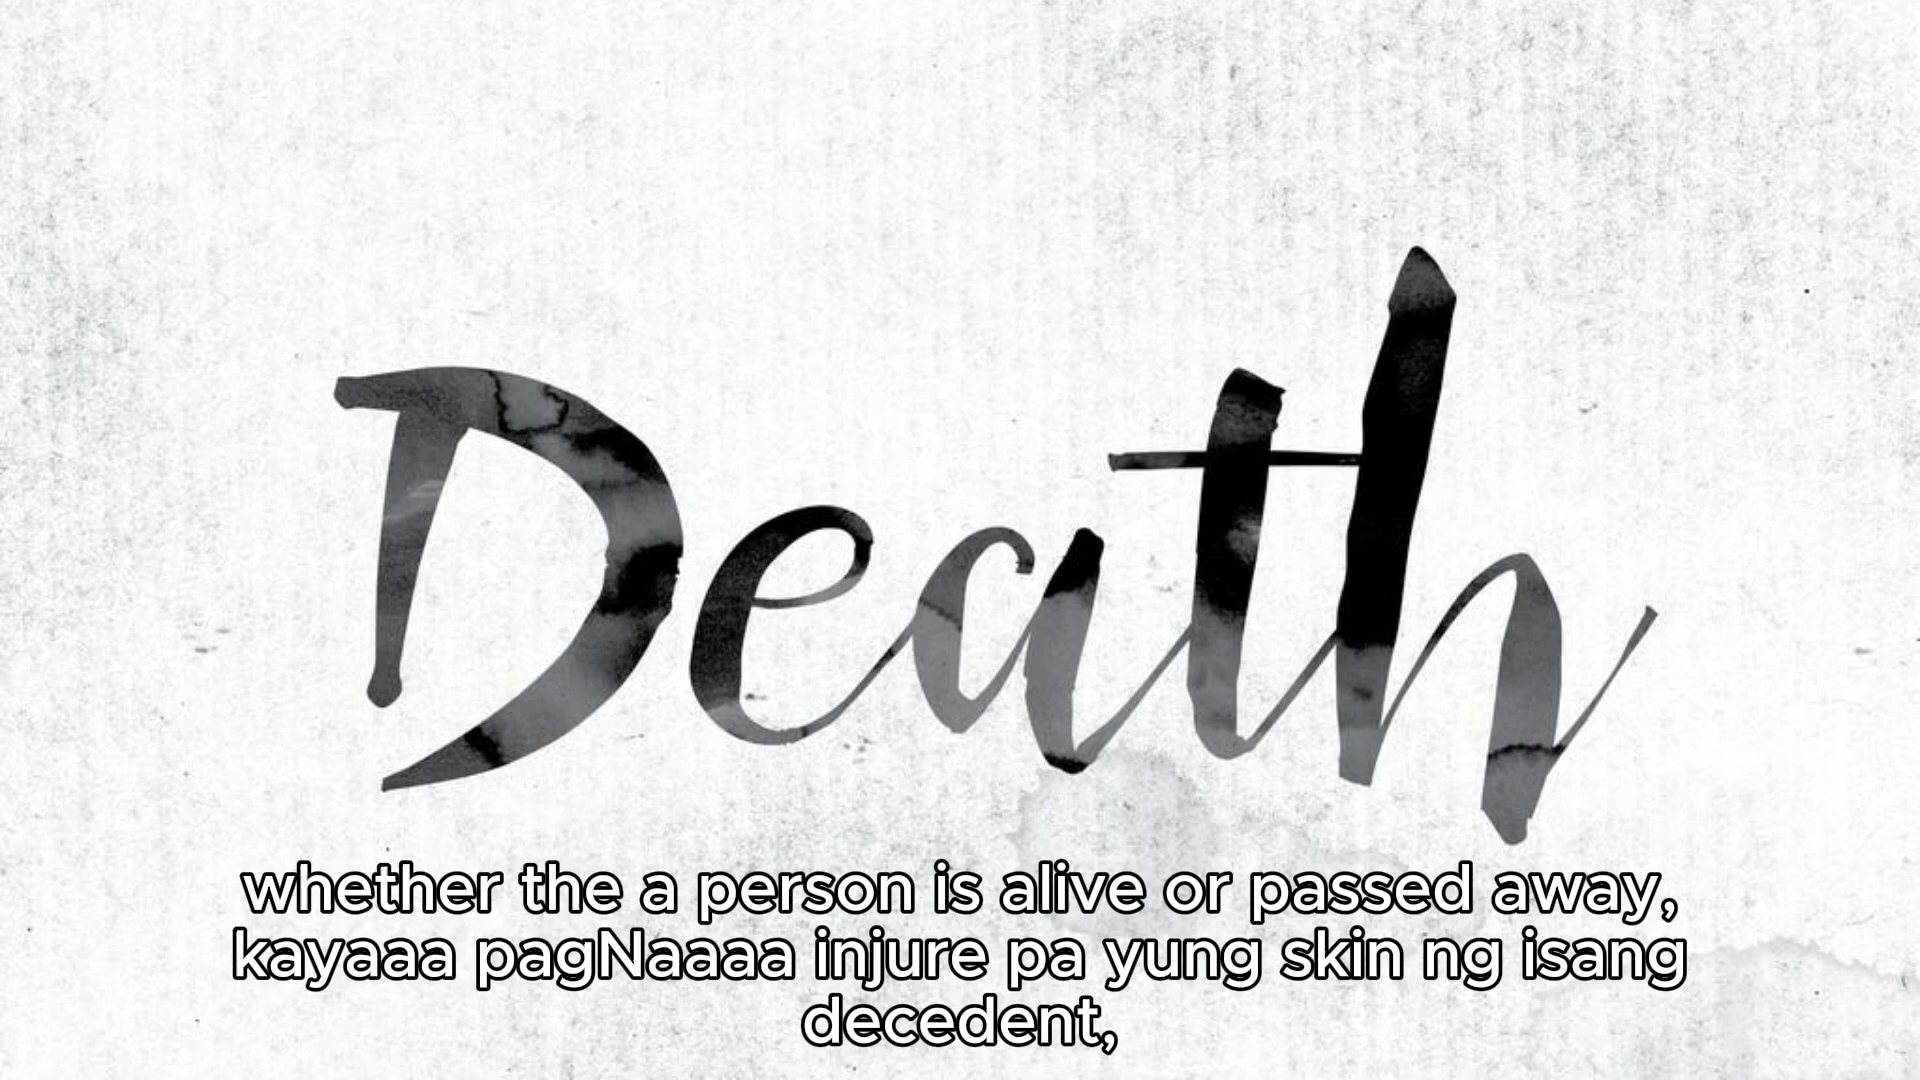 Death
whether the a person is alive or passed away,
kayaaa pagNaaaa injure pa yung skin ng isang
decedent,